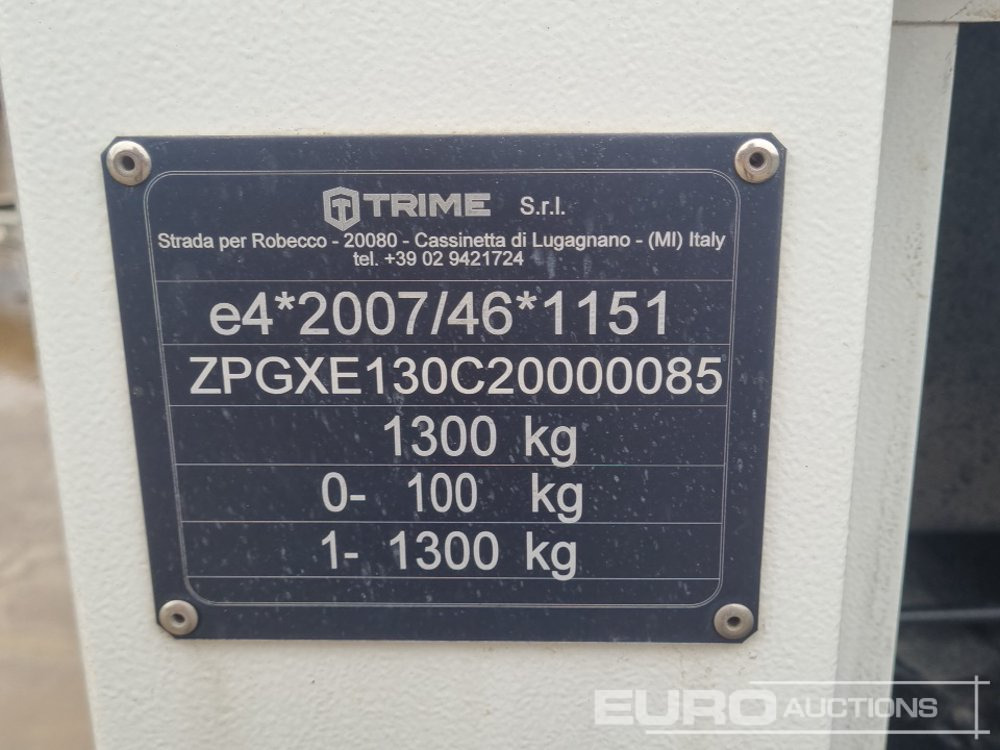 TRIME S.r.l.
Strada per Robecco - 20080 - Cassinetta di Lugagnano - (MI) Italy
tel. +39 02 9421724
e4*2007/46*1151
ZPGXE130C20000085
1300 kg
0- 100 kg
1- 1300 kg
EURO AUCTIONS